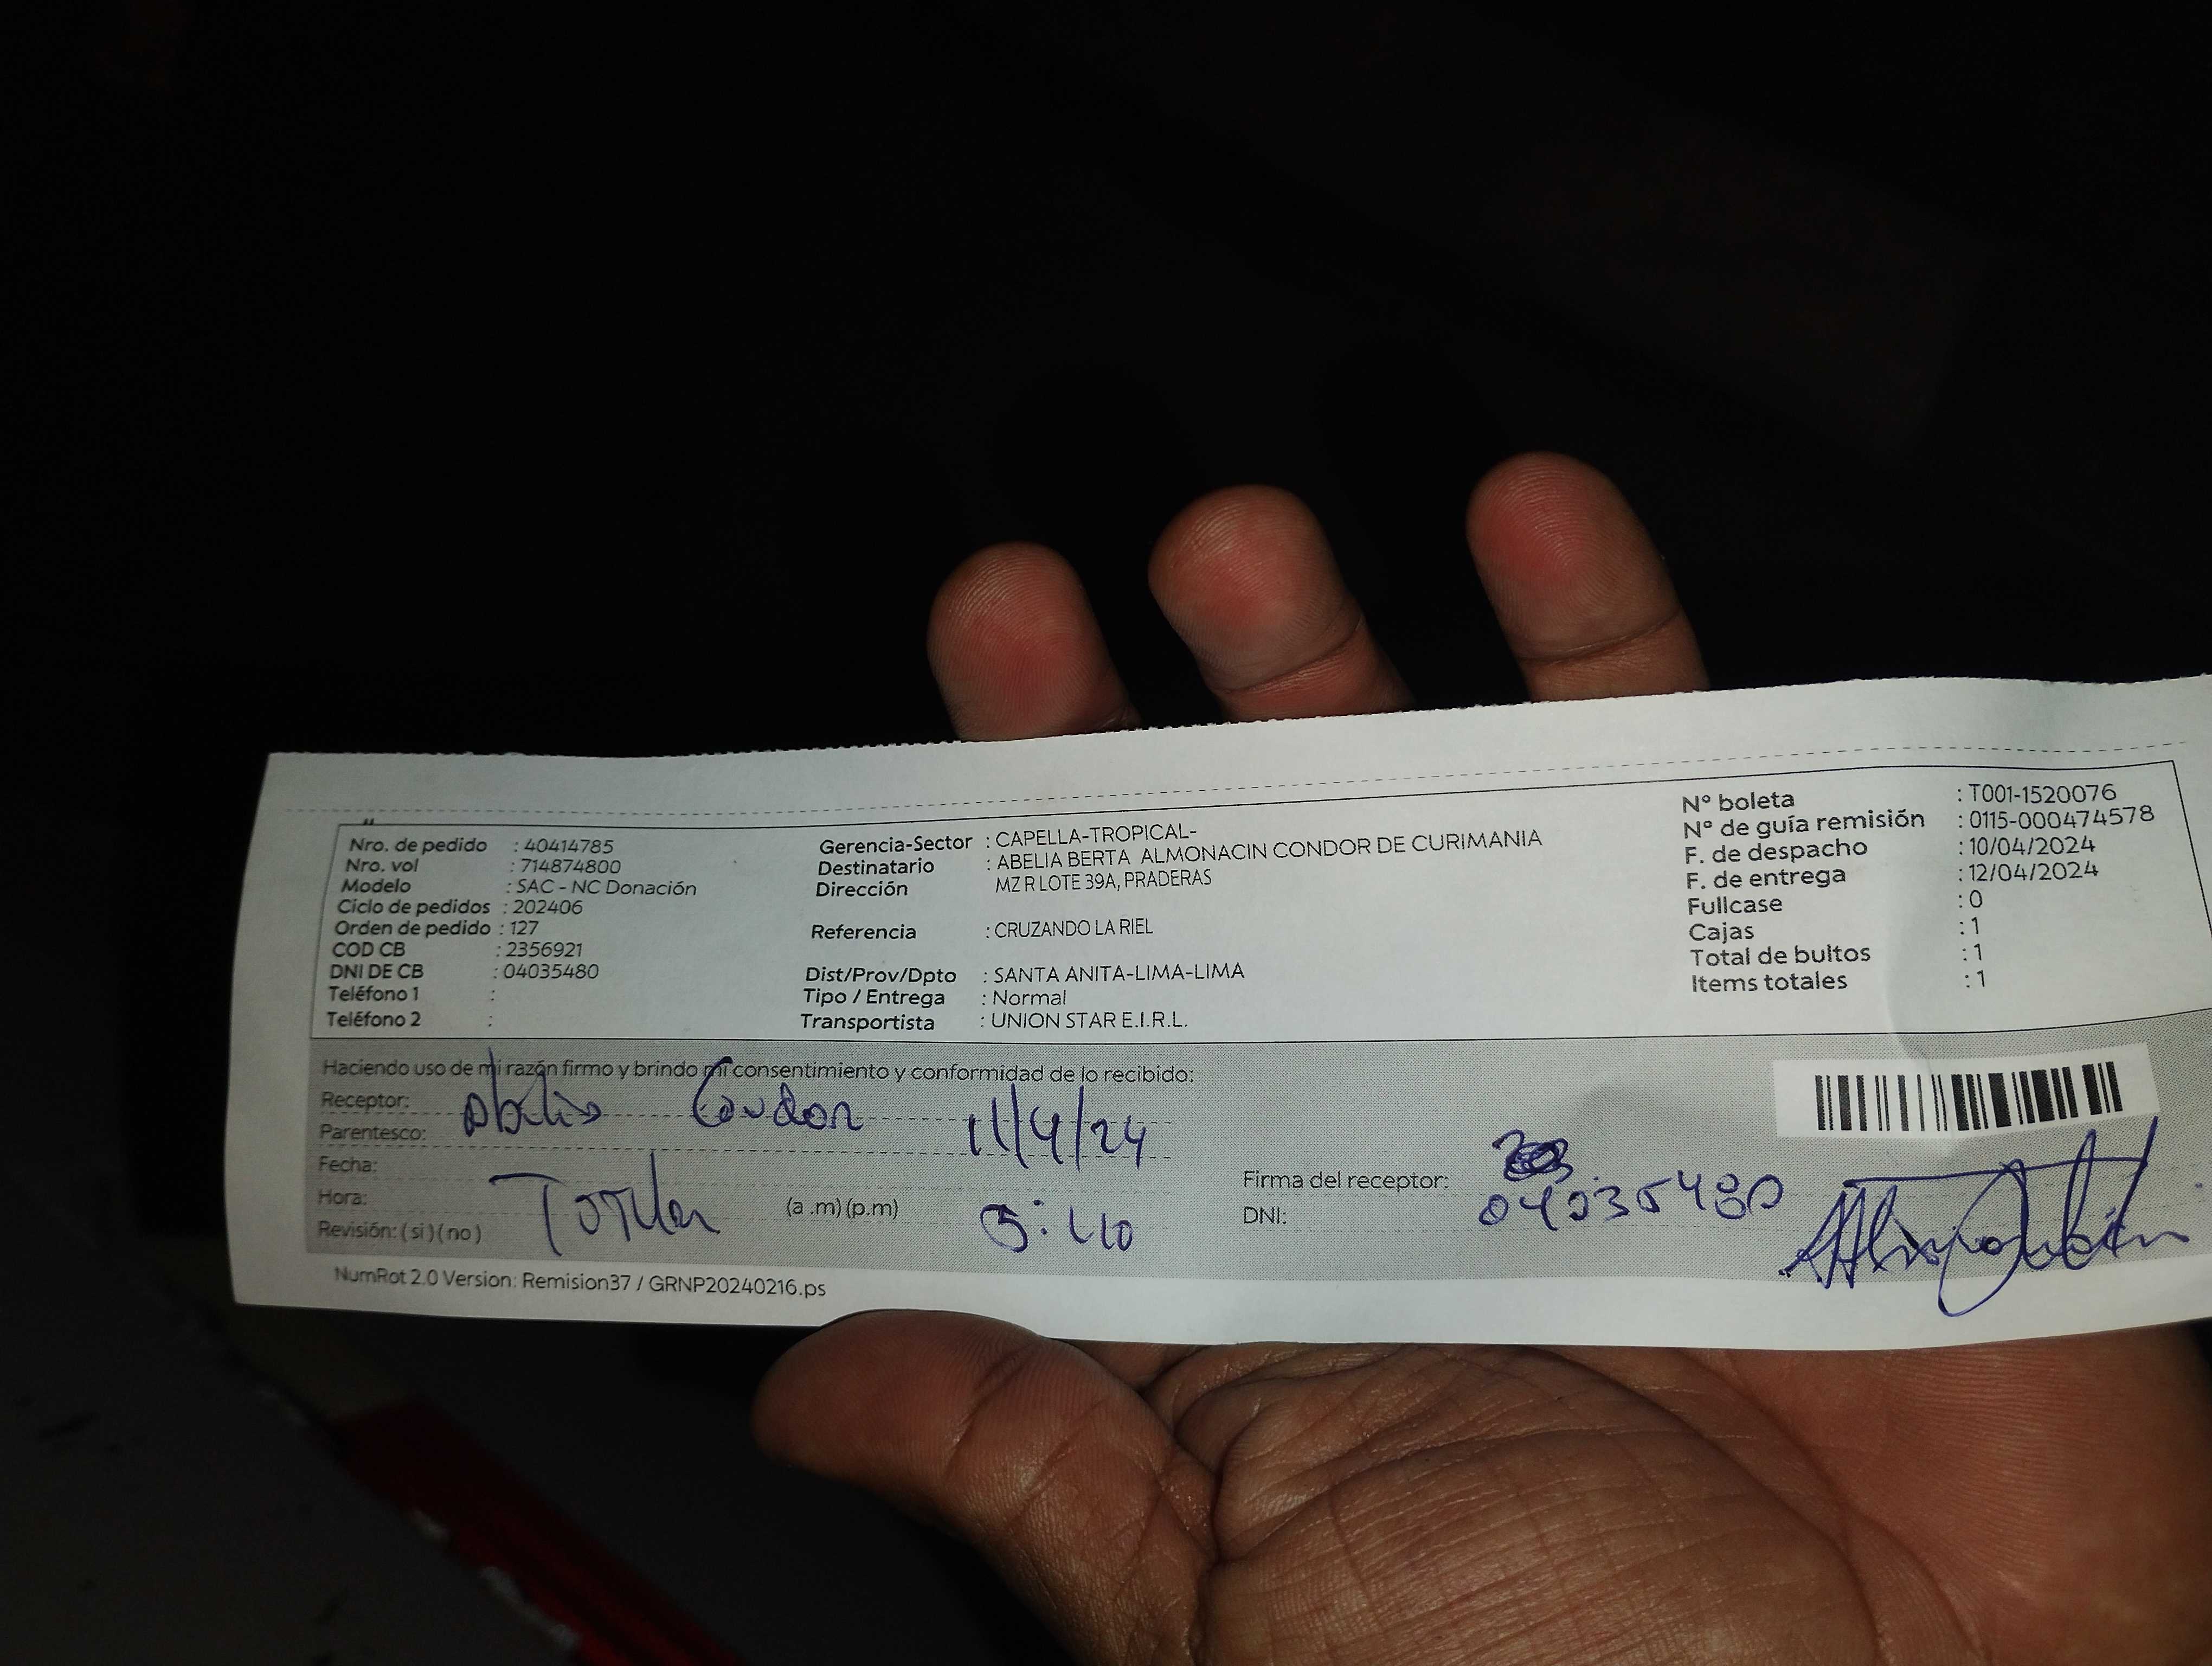 Nro. de pedido : 40414785
Nro. vol : 714874800
Modelo : SAC - NC Donación
Ciclo de pedidos : 202406
Orden de pedido : 127
COD CB : 2356921
DNI DE CB : 04035480
Teléfono 1 :
Teléfono 2 :
Gerencia-Sector : CAPELLA-TROPICAL-
Destinatario : ABELIA BERTA ALMONACIN CONDOR DE CURIMANIA
Dirección MZ R LOTE 39A, PRADERAS
Referencia : CRUZANDO LA RIEL
Dist/Prov/Dpto : SANTA ANITA-LIMA-LIMA
Tipo / Entrega : Normal
Transportista : UNION STAR E.I.R.L.
N° boleta : T001-1520076
N° de guía remisión : 0115-000474578
F. de despacho : 10/04/2024
F. de entrega : 12/04/2024
Fullcase : 0
Cajas : 1
Total de bultos : 1
Items totales : 1
Haciendo uso de mi razón firmo y brindo mi consentimiento y conformidad de lo recibido:
Receptor: Condor
Parentesco: 11/4/24
Fecha:
Hora: (a .m) (p.m) 5:40
Revisión: ( si ) ( no )
Firma del receptor:
DNI: 04035480
NumRot 2.0 Version: Remision37 / GRNP20240216.ps